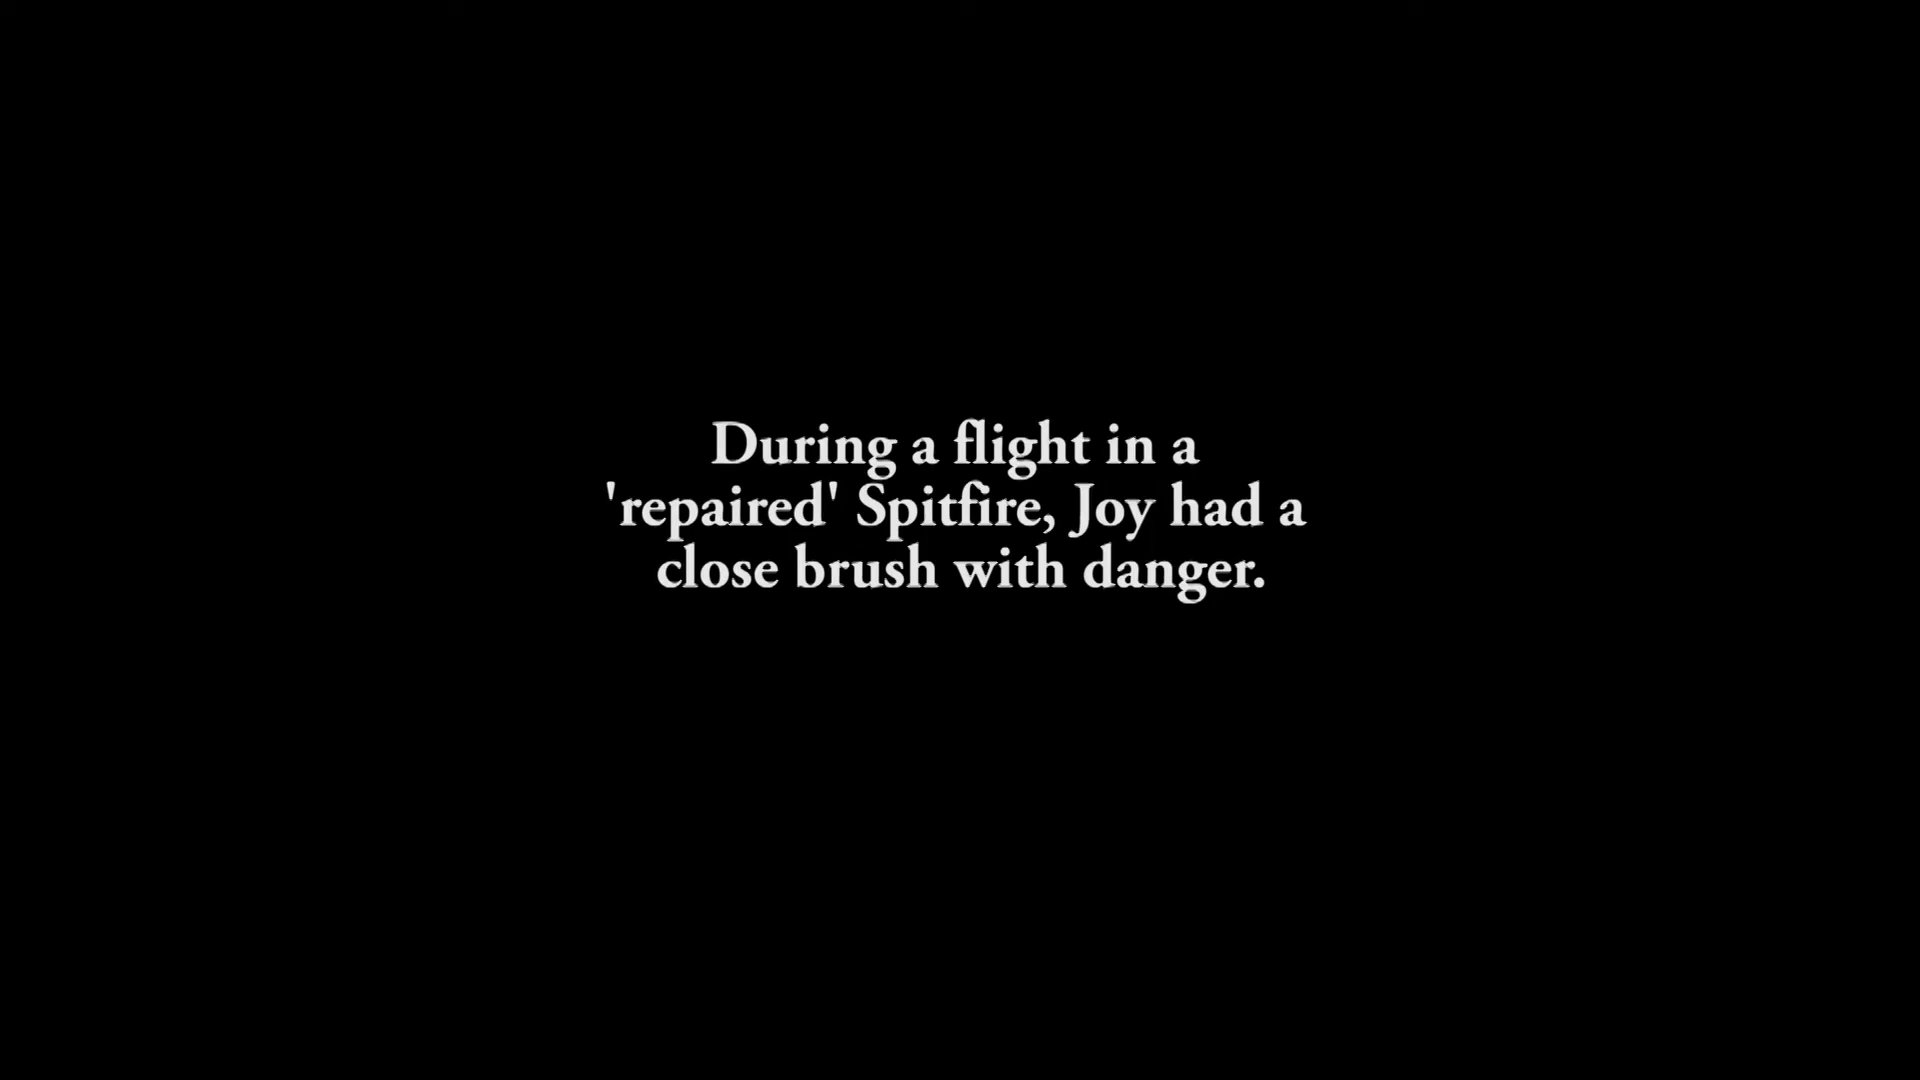 During a flight in a
'repaired' Spitfire, Joy had a
close brush with danger.